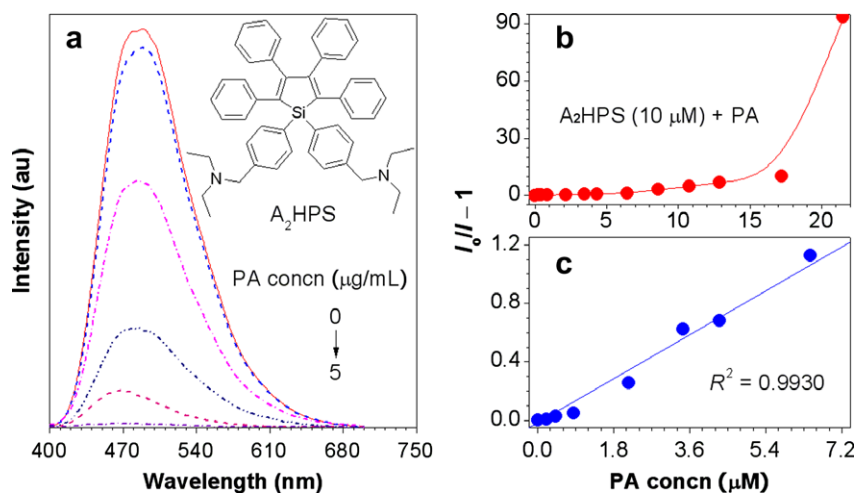 a
Si
N
N
A₂HPS
PA concn (μg/mL)
0
5
Intensity (au)
400
470
540
610
680
750
Wavelength (nm)
b
A₂HPS (10 μM) + PA
90
60
30
0
0
5
10
15
20
I₀/I – 1
c
1.2
0.8
0.4
0.0
R² = 0.9930
0.0
1.8
3.6
5.4
7.2
PA concn (μM)